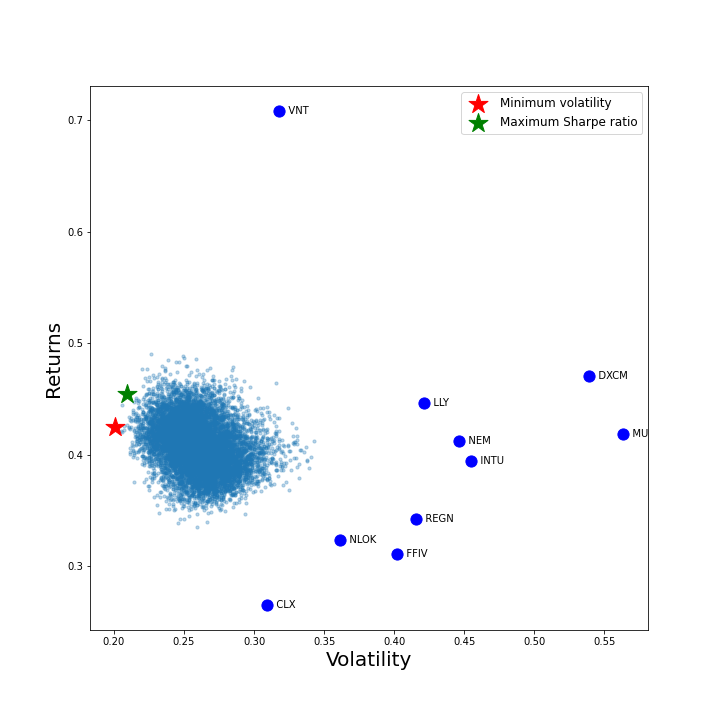 Minimum volatility
Maximum Sharpe ratio
VNT
DXCM
LLY
MU
NEM
INTU
REGN
NLOK
FFIV
CLX
0.7
0.6
0.5
0.4
0.3
Returns
0.20 0.25 0.30 0.35 0.40 0.45 0.50 0.55
Volatility